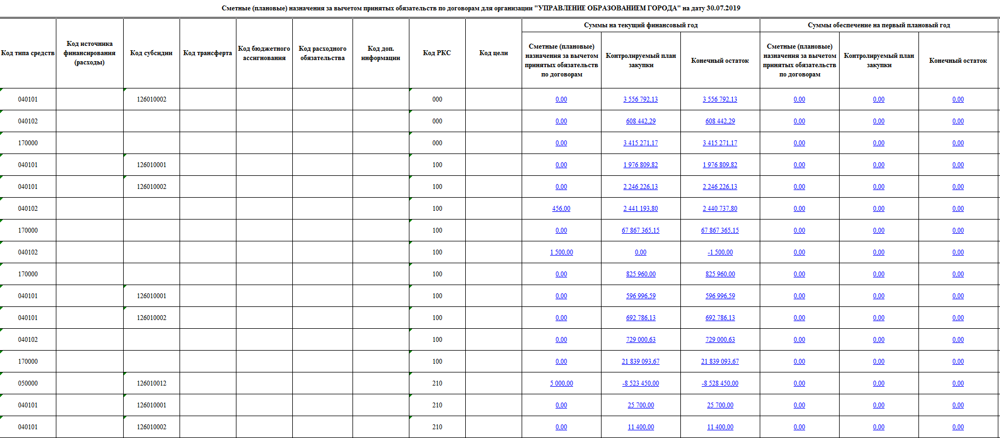 Сметные (плановые) назначения за вычетом принятых обязательств по договорам для организации "УПРАВЛЕНИЕ ОБРАЗОВАНИЕМ ГОРОДА" на дату 30.07.2019
Суммы на текущий финансовый год Суммы обеспечение на первый плановый год
Код типа средств
Код источника
финансирования
(расходы)
Код субсидии
Код трансферта
Код бюджетного
ассигнования
Код расходного
обязательства
Код доп.
информации
Код РКС
Код цели
Сметные (плановые)
назначения за вычетом
принятых обязательств
по договорам
Контролируемый план
закупки
Конечный остаток
Сметные (плановые)
назначения за вычетом
принятых обязательств
по договорам
Контролируемый план
закупки
Конечный остаток
040101 126010002 000 0,00 3 556 792,13 3 556 792,13 0,00 0,00 0,00
040102 000 0,00 608 442,29 608 442,29 0,00 0,00 0,00
170000 000 0,00 3 415 271,17 3 415 271,17 0,00 0,00 0,00
040101 126010001 100 0,00 1 976 809,82 1 976 809,82 0,00 0,00 0,00
040101 126010002 100 0,00 2 246 226,13 2 246 226,13 0,00 0,00 0,00
040102 100 456,00 2 441 193,80 2 440 737,80 0,00 0,00 0,00
170000 100 0,00 67 867 365,15 67 867 365,15 0,00 0,00 0,00
040102 100 1 500,00 0,00 -1 500,00 0,00 0,00 0,00
170000 100 0,00 825 960,00 825 960,00 0,00 0,00 0,00
040101 126010001 100 0,00 596 996,59 596 996,59 0,00 0,00 0,00
040101 126010002 100 0,00 692 786,13 692 786,13 0,00 0,00 0,00
040102 100 0,00 729 000,63 729 000,63 0,00 0,00 0,00
170000 100 0,00 21 839 093,67 21 839 093,67 0,00 0,00 0,00
050000 126010012 210 5 000,00 -8 523 450,00 -8 528 450,00 0,00 0,00 0,00
040101 126010001 210 0,00 25 700,00 25 700,00 0,00 0,00 0,00
040101 126010002 210 0,00 11 400,00 11 400,00 0,00 0,00 0,00